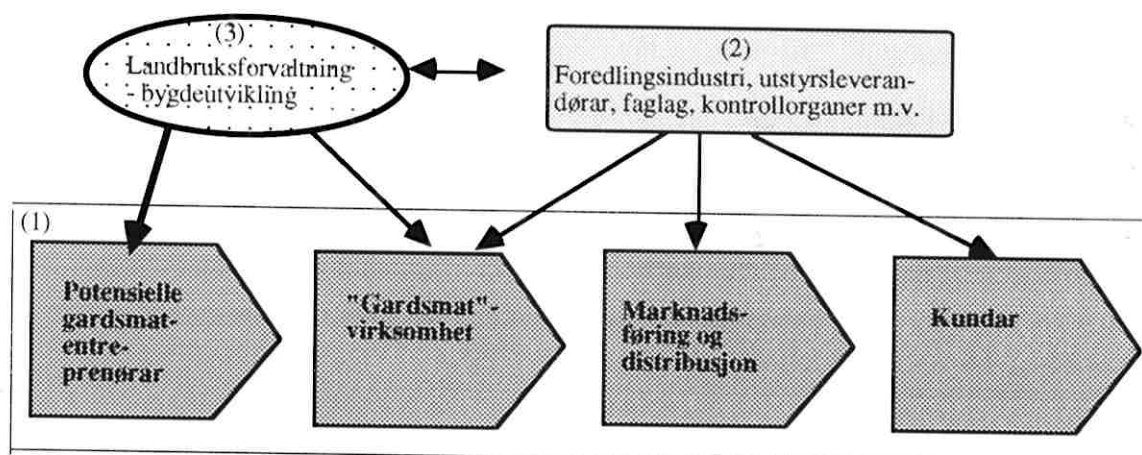 (3)
Landbruksforvaltning
- bygdeutvikling
(2)
Foredlingsindustri, utstyrsleveran-
dørar, faglag, kontrollorganer m.v.
(1)
Potensielle
gardsmat-
entre-
prenørar
"Gardsmat"-
virksomhet
Marknads-
føring og
distribusjon
Kundar